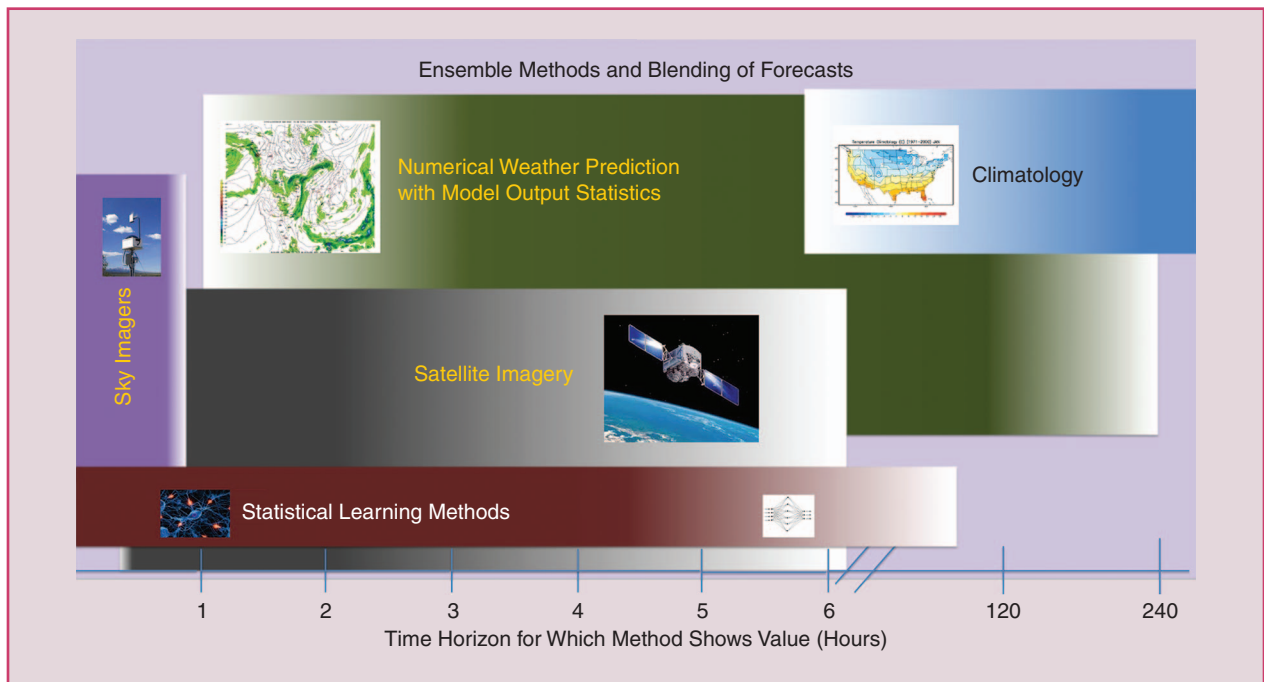 Ensemble Methods and Blending of Forecasts
Numerical Weather Prediction
with Model Output Statistics
Climatology
Sky Imagers
Satellite Imagery
Statistical Learning Methods
1 2 3 4 5 6 120 240
Time Horizon for Which Method Shows Value (Hours)